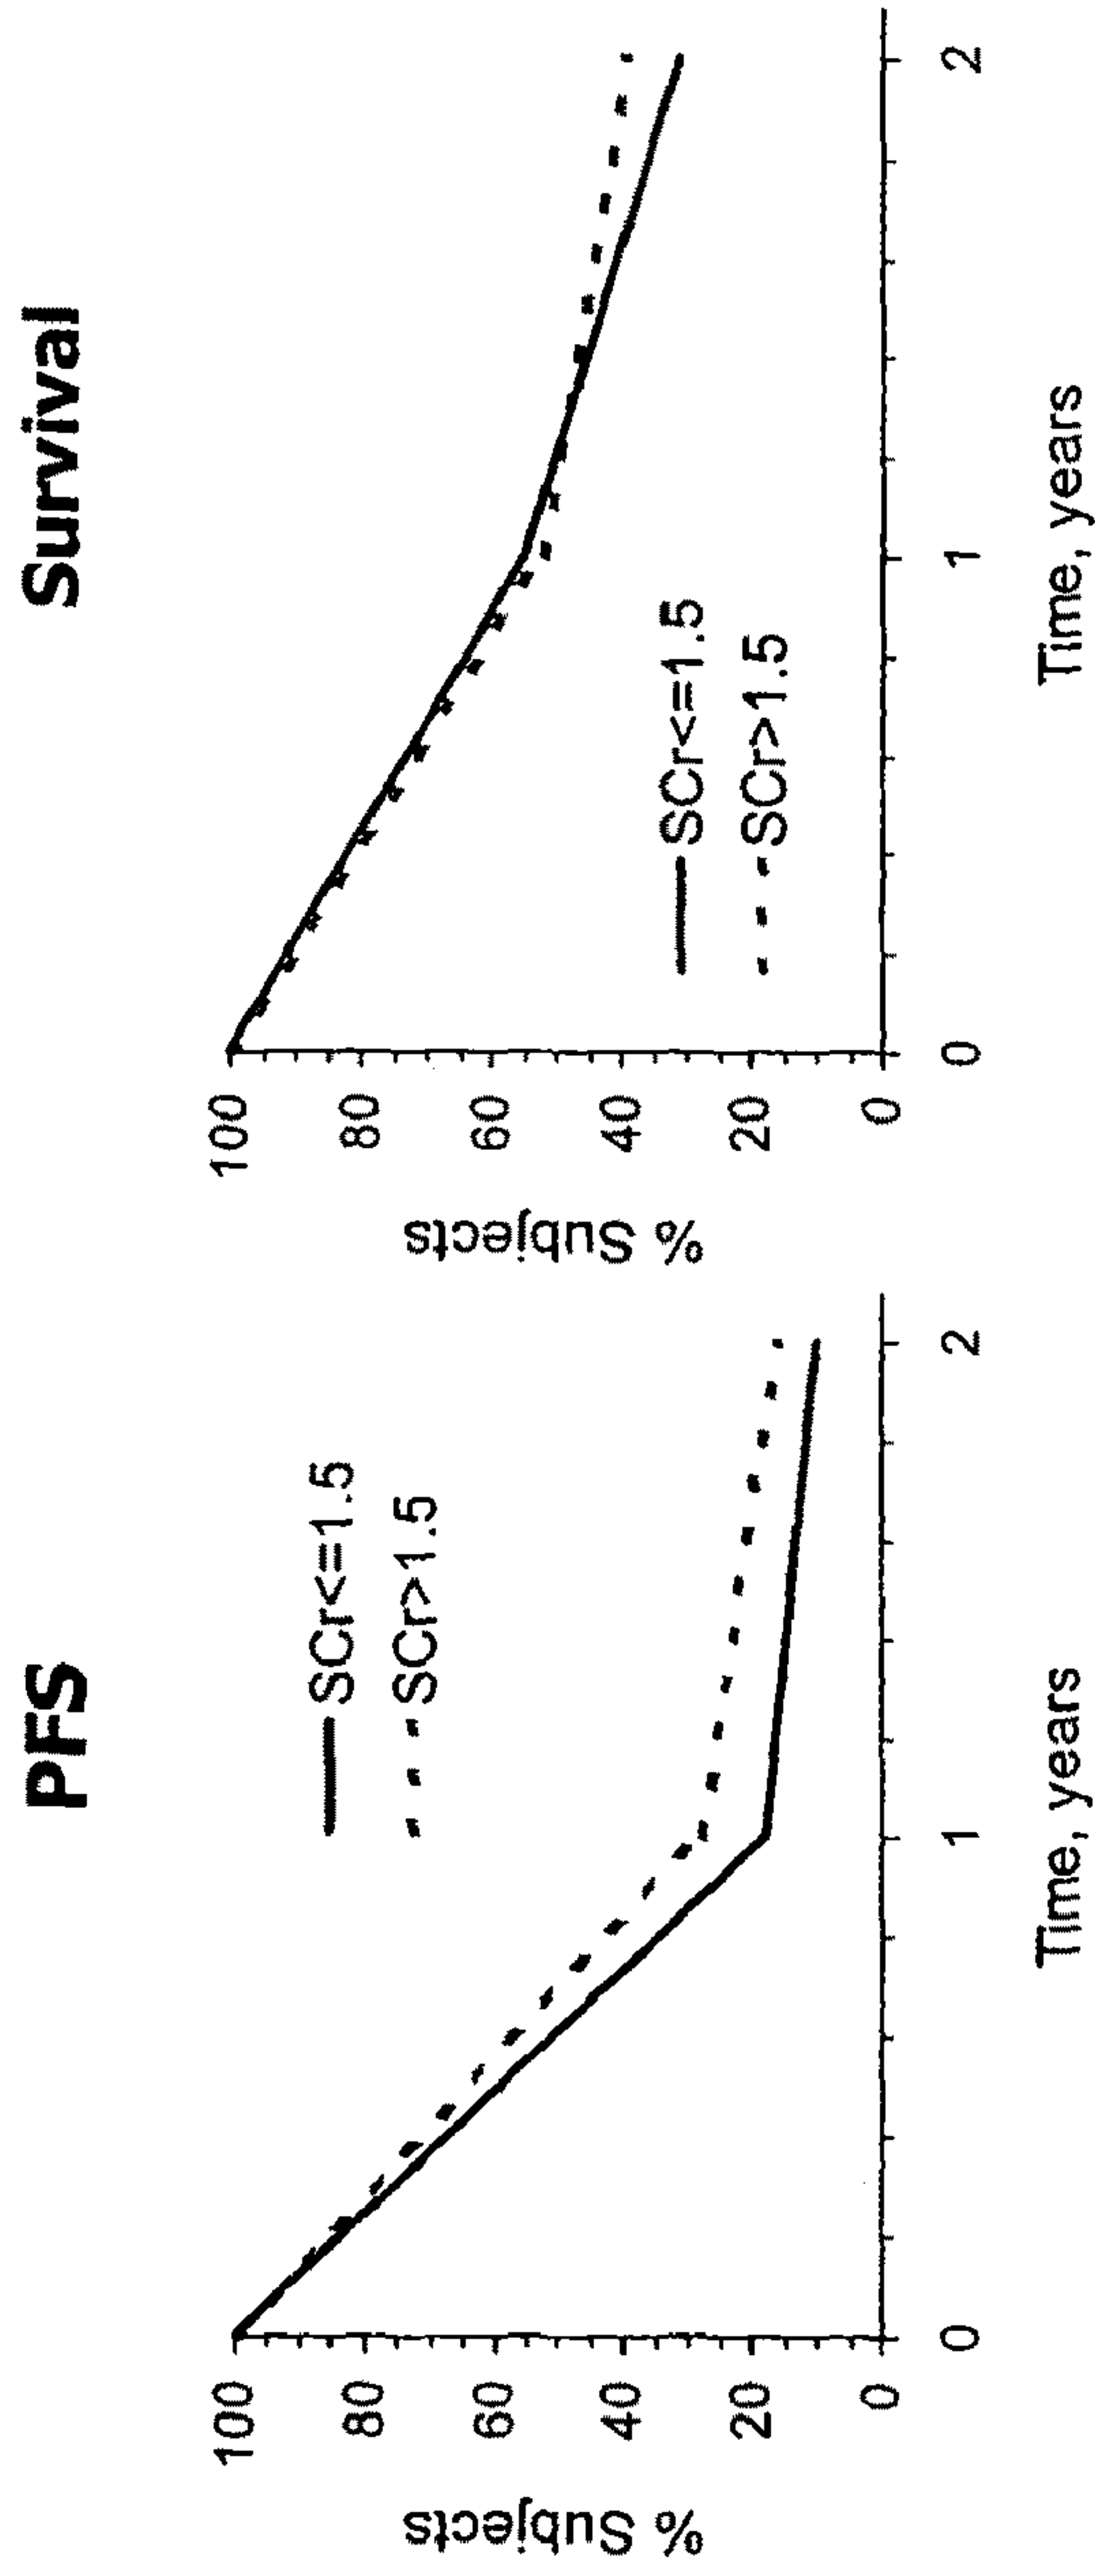 PFS
% Subjects
100
80
60
40
20
0
SCr<=1.5
SCr>1.5
0 1 2
Time, years
Survival
% Subjects
100
80
60
40
20
0
SCr<=1.5
SCr>1.5
0 1 2
Time, years